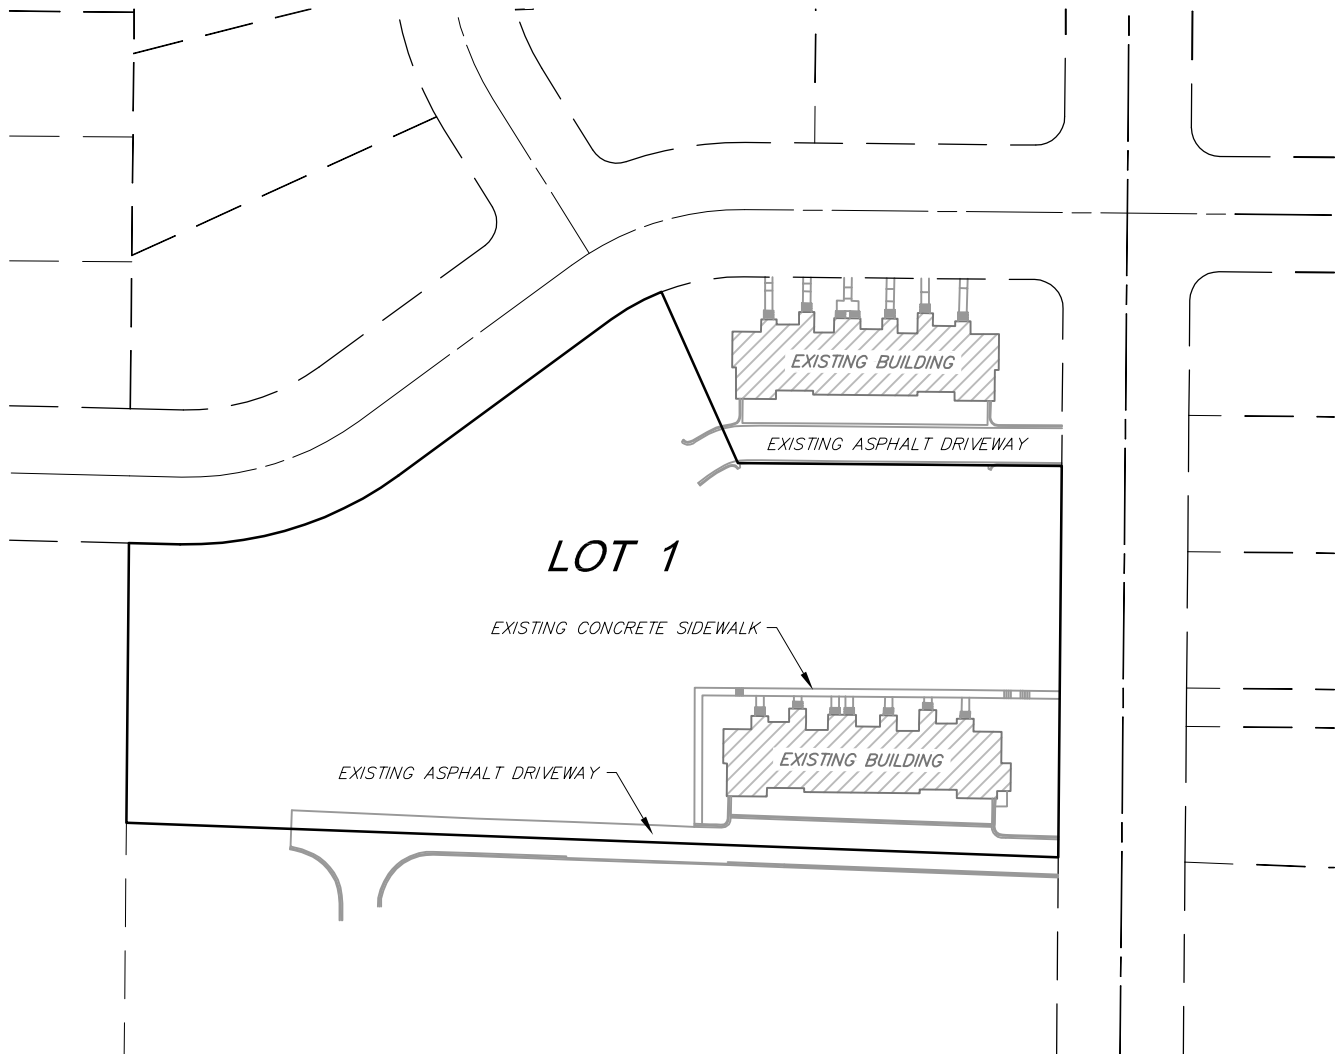 EXISTING BUILDING
EXISTING ASPHALT DRIVEWAY
LOT 1
EXISTING CONCRETE SIDEWALK
EXISTING BUILDING
EXISTING ASPHALT DRIVEWAY